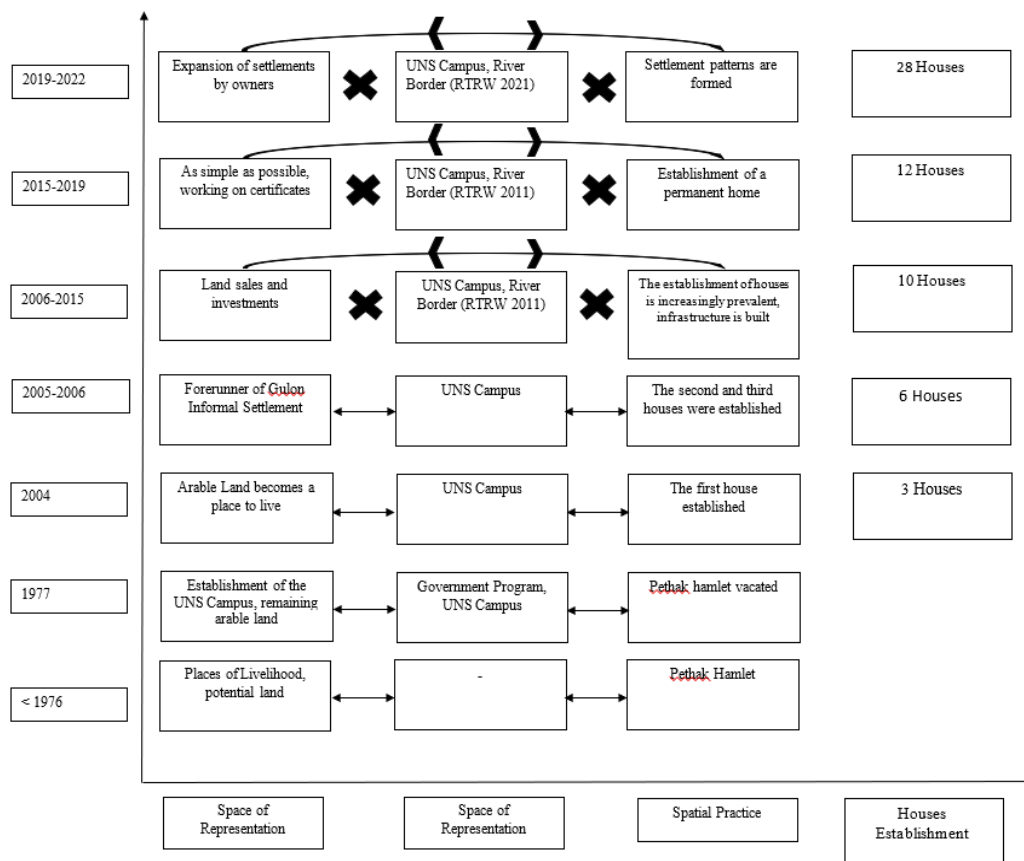 2019-2022
Expansion of settlements
by owners
UNS Campus, River
Border (RTRW 2021)
Settlement patterns are
formed
28 Houses
2015-2019
As simple as possible,
working on certificates
UNS Campus, River
Border (RTRW 2011)
Establishment of a
permanent home
12 Houses
2006-2015
Land sales and
investments
UNS Campus, River
Border (RTRW 2011)
The establishment of houses
is increasingly prevalent,
infrastructure is built
10 Houses
2005-2006
Forerunner of Gulon
Informal Settlement
UNS Campus
The second and third
houses were established
6 Houses
2004
Arable Land becomes a
place to live
UNS Campus
The first house
established
3 Houses
1977
Establishment of the
UNS Campus, remaining
arable land
Government Program,
UNS Campus
Pethak hamlet vacated
< 1976
Places of Livelihood,
potential land
-
Pethak Hamlet
Space of
Representation
Space of
Representation
Spatial Practice
Houses
Establishment